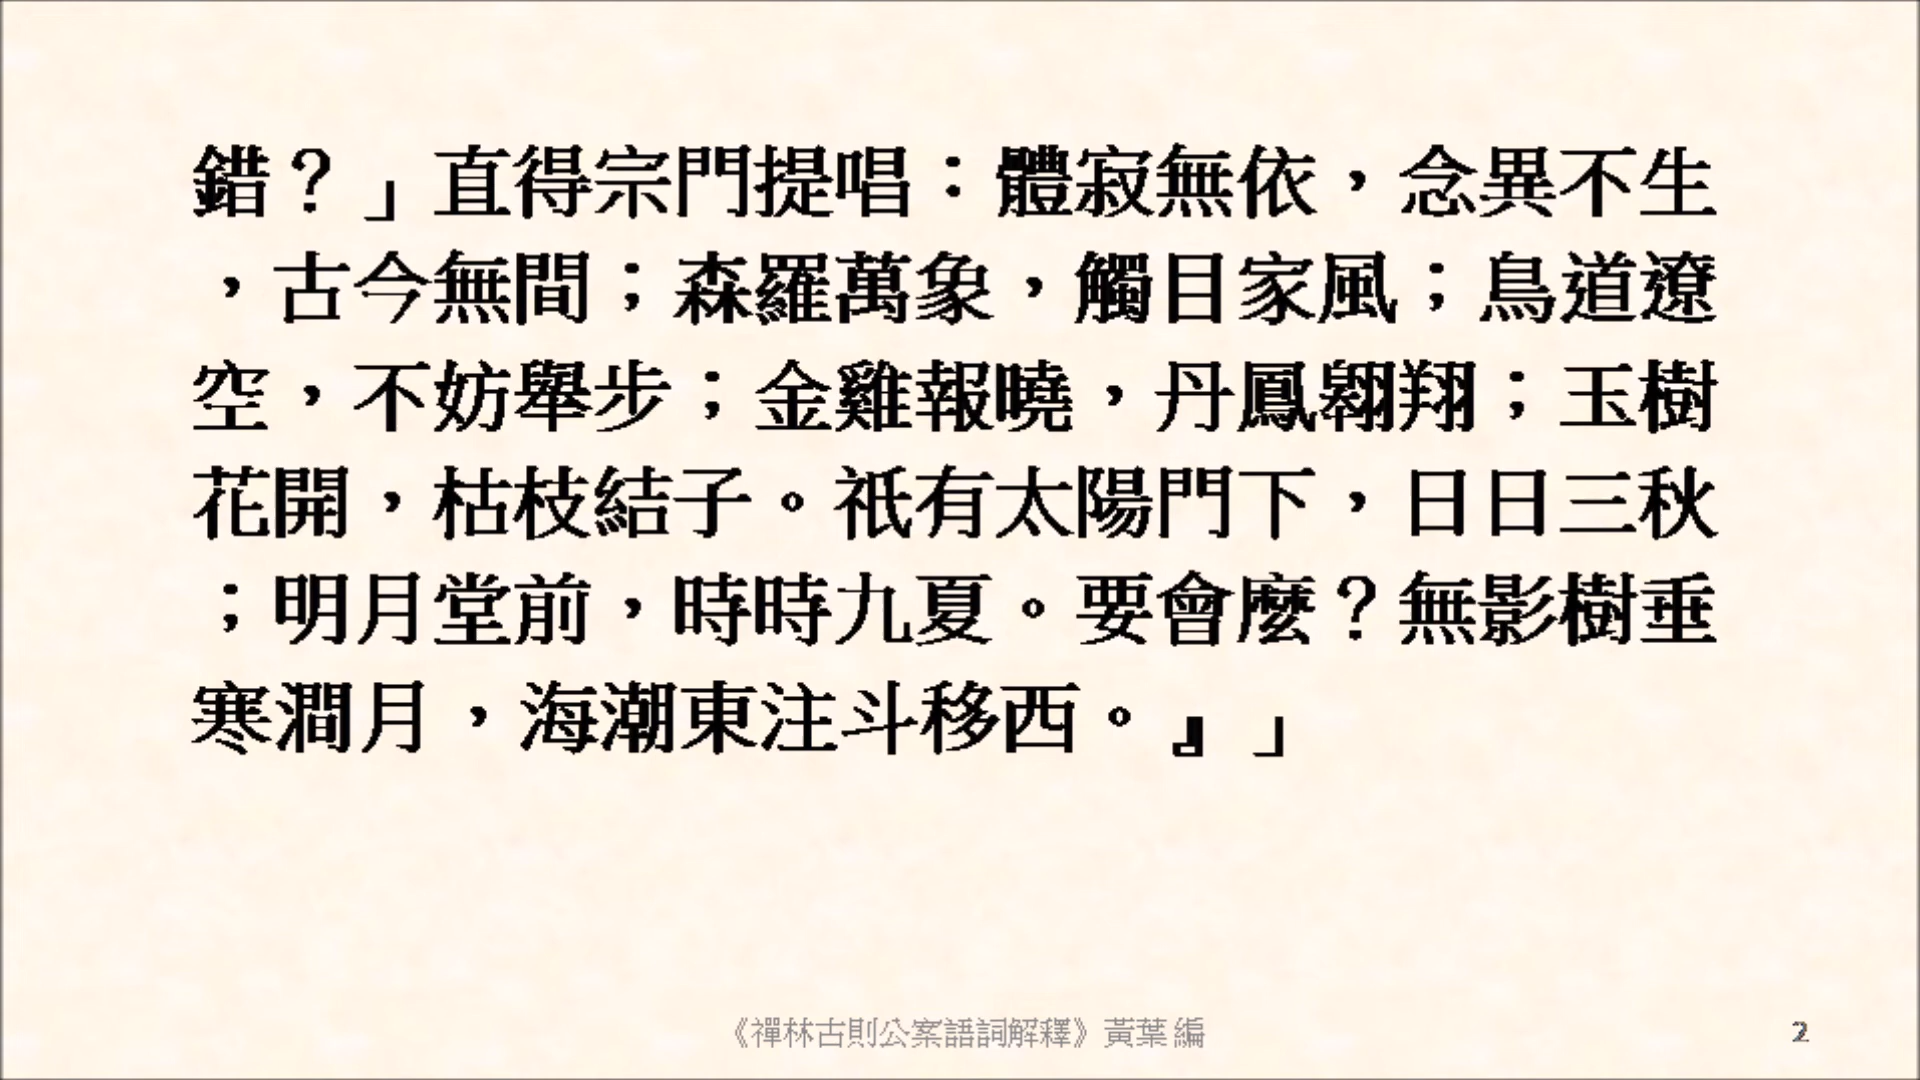 錯？」直得宗門提唱：體寂無依，念異不生
，古今無間；森羅萬象，觸目家風；鳥道遼
空，不妨舉步；金雞報曉，丹鳳翱翔；玉樹
花開，枯枝結子。祇有太陽門下，日日三秋
；明月堂前，時時九夏。要會麼？無影樹垂
寒澗月，海潮東注斗移西。』」
《禪林古則公案語詞解釋》黃葉 編
2